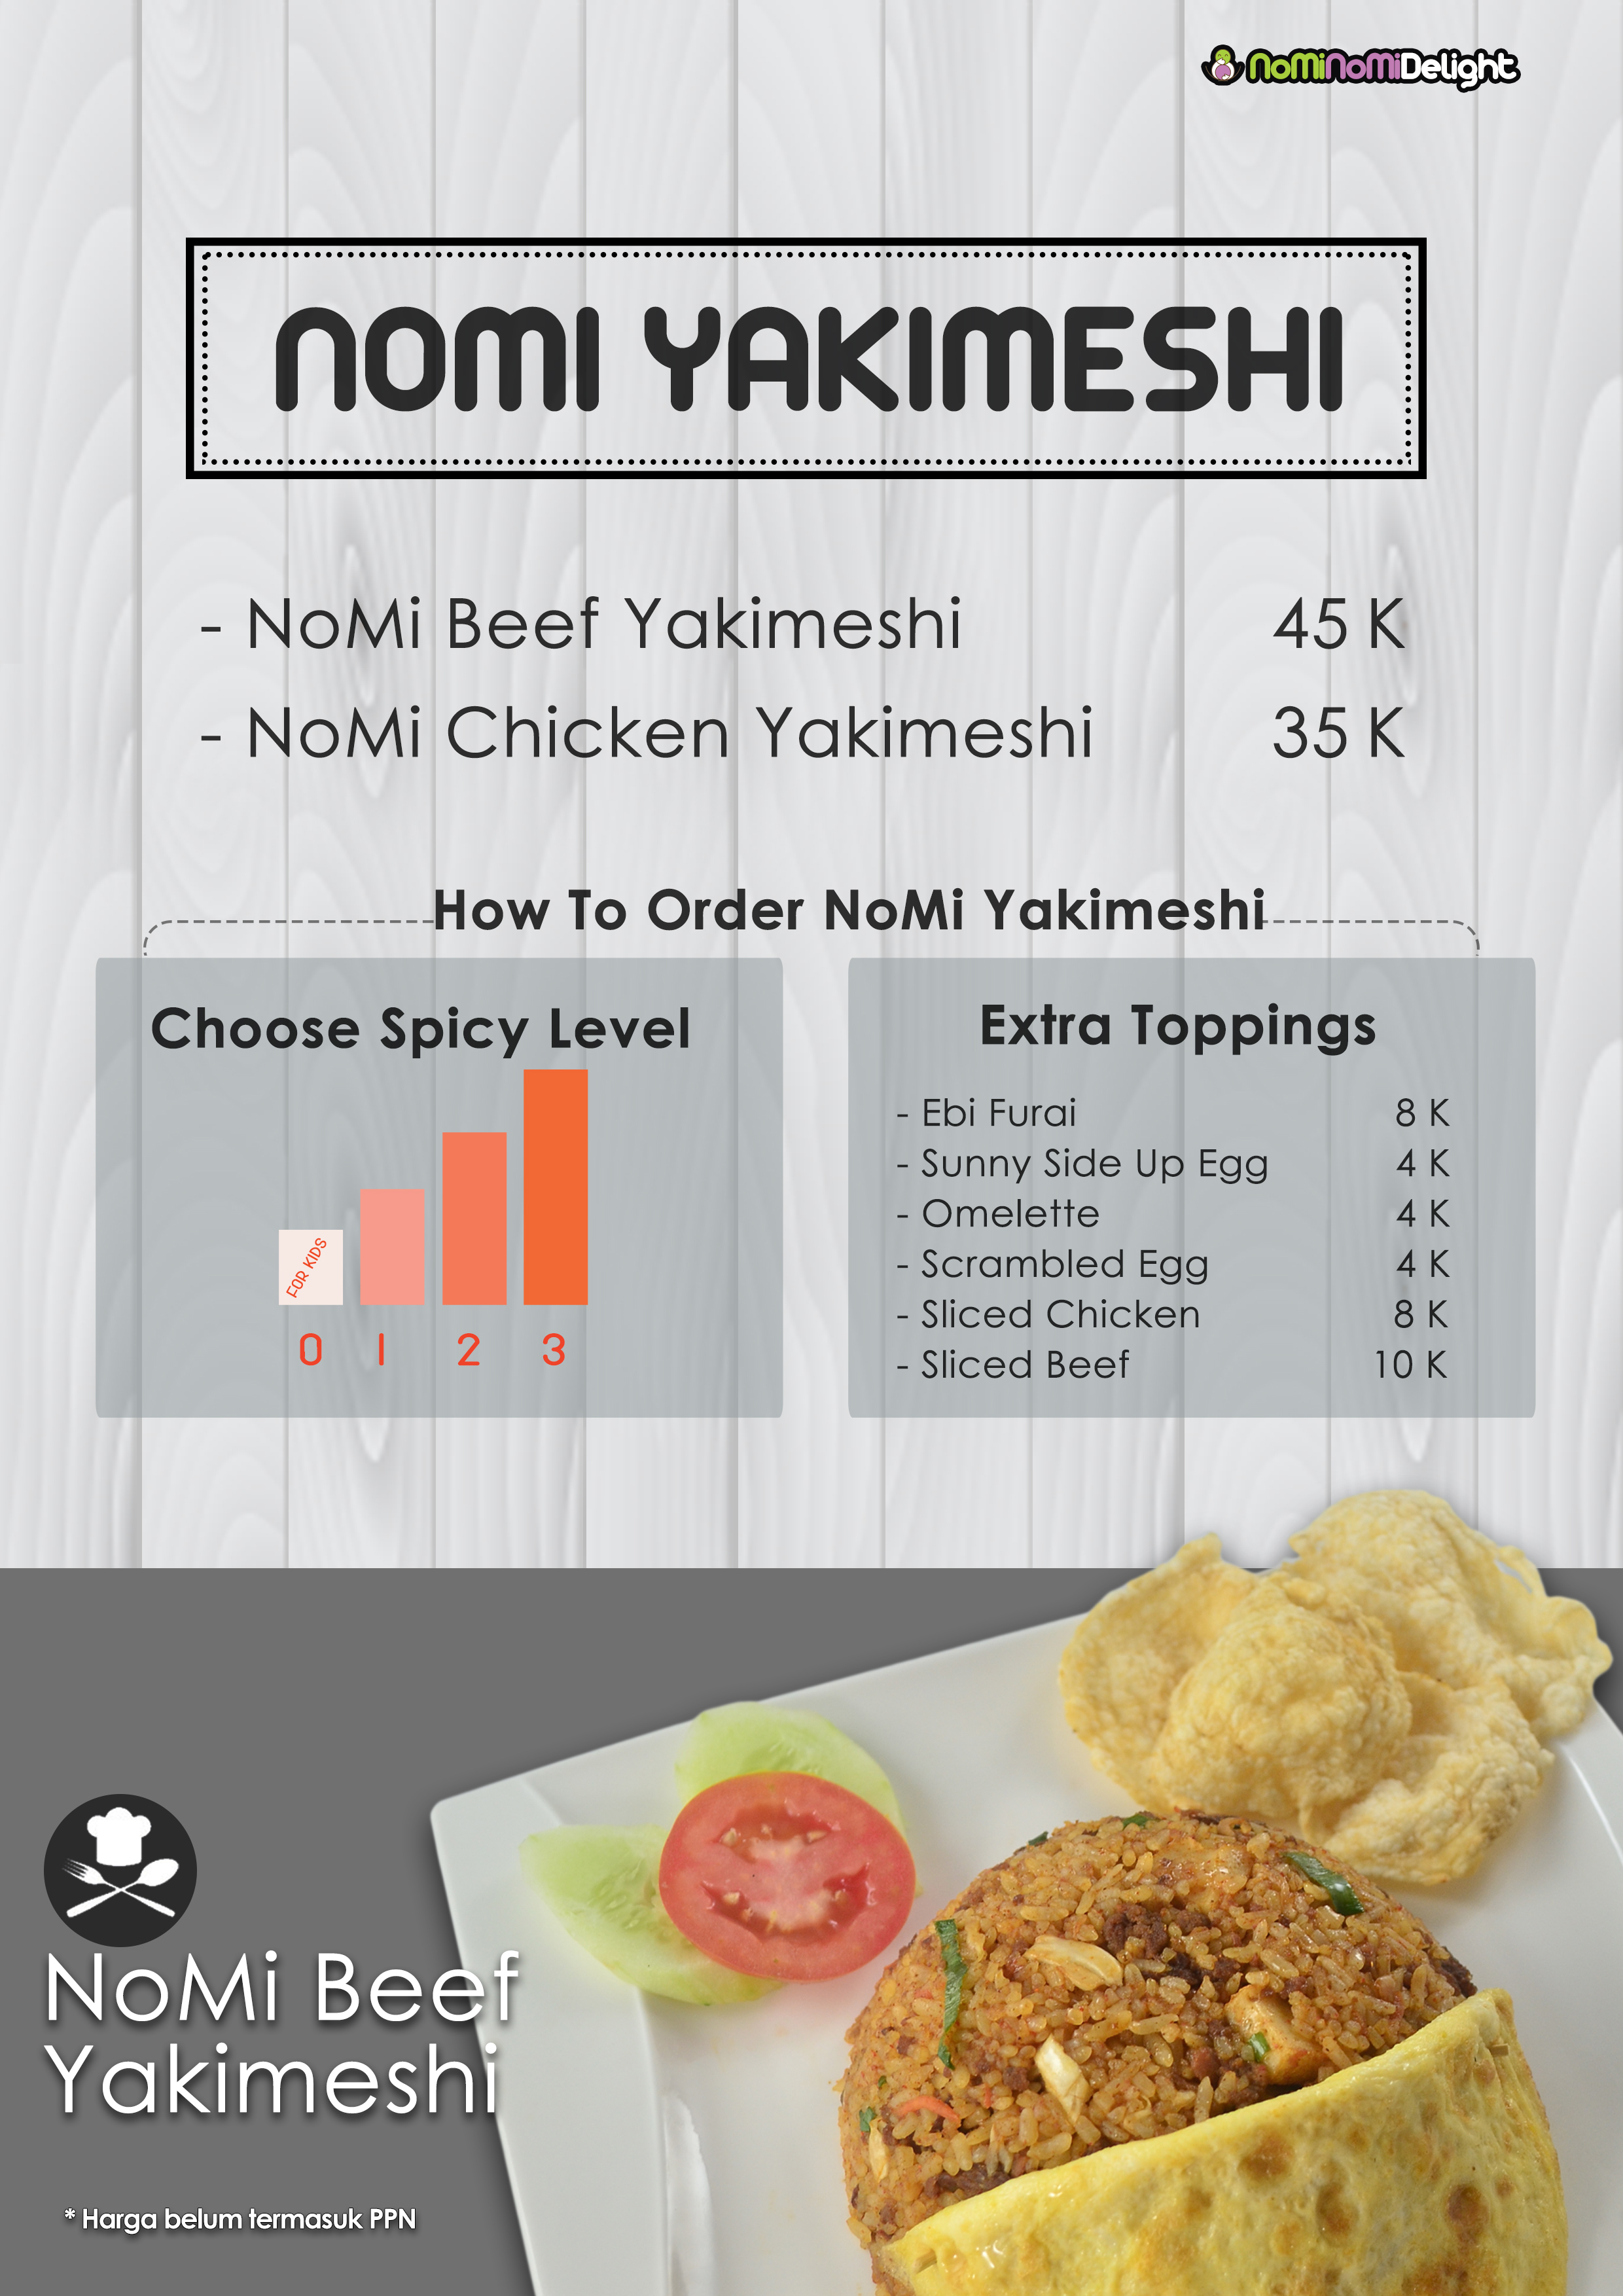 NoMiNoMiDelight
NOMI YAKIMESHI
- NoMi Beef Yakimeshi 45 K
- NoMi Chicken Yakimeshi 35 K
How To Order NoMi Yakimeshi
Choose Spicy Level
FOR KIDS
0 1 2 3
Extra Toppings
- Ebi Furai 8 K
- Sunny Side Up Egg 4 K
- Omelette 4 K
- Scrambled Egg 4 K
- Sliced Chicken 8 K
- Sliced Beef 10 K
NoMi Beef
Yakimeshi
* Harga belum termasuk PPN